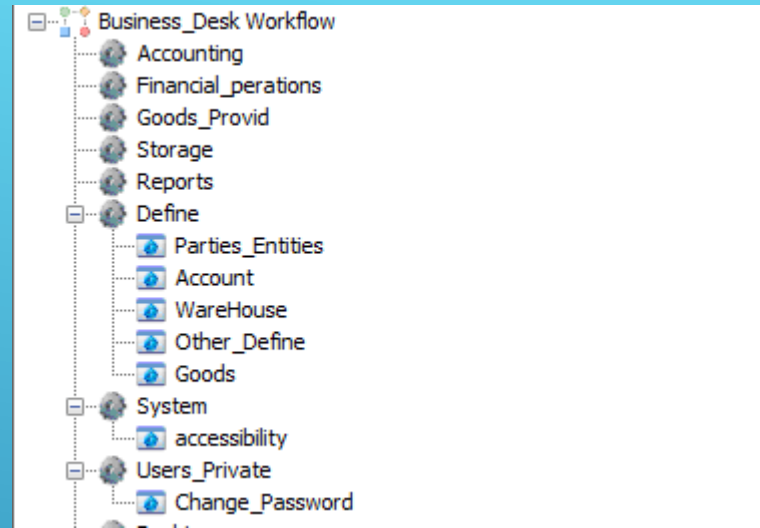 Business_Desk Workflow
Accounting
Financial_perations
Goods_Provid
Storage
Reports
Define
Parties_Entities
Account
WareHouse
Other_Define
Goods
System
accessibility
Users_Private
Change_Password